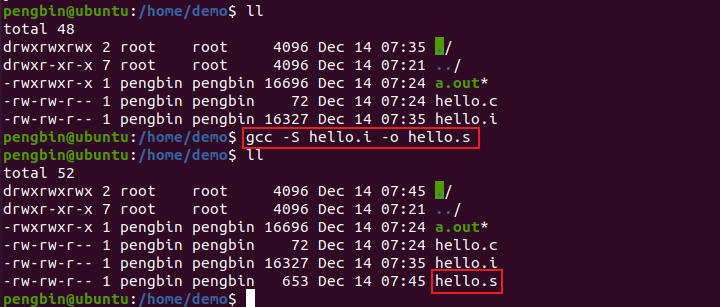 pengbin@ubuntu:/home/demo$ ll
total 48
drwxrwxrwx 2 root    root     4096 Dec 14 07:35 ./
drwxr-xr-x 7 root    root     4096 Dec 14 07:21 ../
-rwxrwxr-x 1 pengbin pengbin 16696 Dec 14 07:24 a.out*
-rw-rw-r-- 1 pengbin pengbin    72 Dec 14 07:24 hello.c
-rw-rw-r-- 1 pengbin pengbin 16327 Dec 14 07:35 hello.i
pengbin@ubuntu:/home/demo$ gcc -S hello.i -o hello.s
pengbin@ubuntu:/home/demo$ ll
total 52
drwxrwxrwx 2 root    root     4096 Dec 14 07:45 ./
drwxr-xr-x 7 root    root     4096 Dec 14 07:21 ../
-rwxrwxr-x 1 pengbin pengbin 16696 Dec 14 07:24 a.out*
-rw-rw-r-- 1 pengbin pengbin    72 Dec 14 07:24 hello.c
-rw-rw-r-- 1 pengbin pengbin 16327 Dec 14 07:35 hello.i
-rw-rw-r-- 1 pengbin pengbin   653 Dec 14 07:45 hello.s
pengbin@ubuntu:/home/demo$